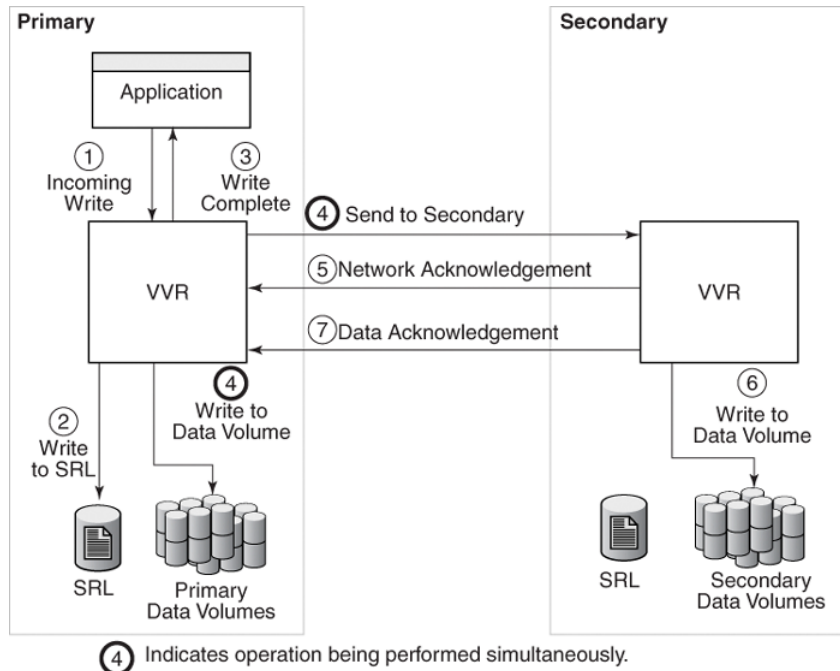 Primary
Secondary
Application
1
Incoming
Write
3
Write
Complete
4 Send to Secondary
5 Network Acknowledgement
7 Data Acknowledgement
VVR
VVR
2
Write
to SRL
4
Write to
Data Volume
6
Write to
Data Volume
SRL
Primary
Data Volumes
SRL
Secondary
Data Volumes
4 Indicates operation being performed simultaneously.